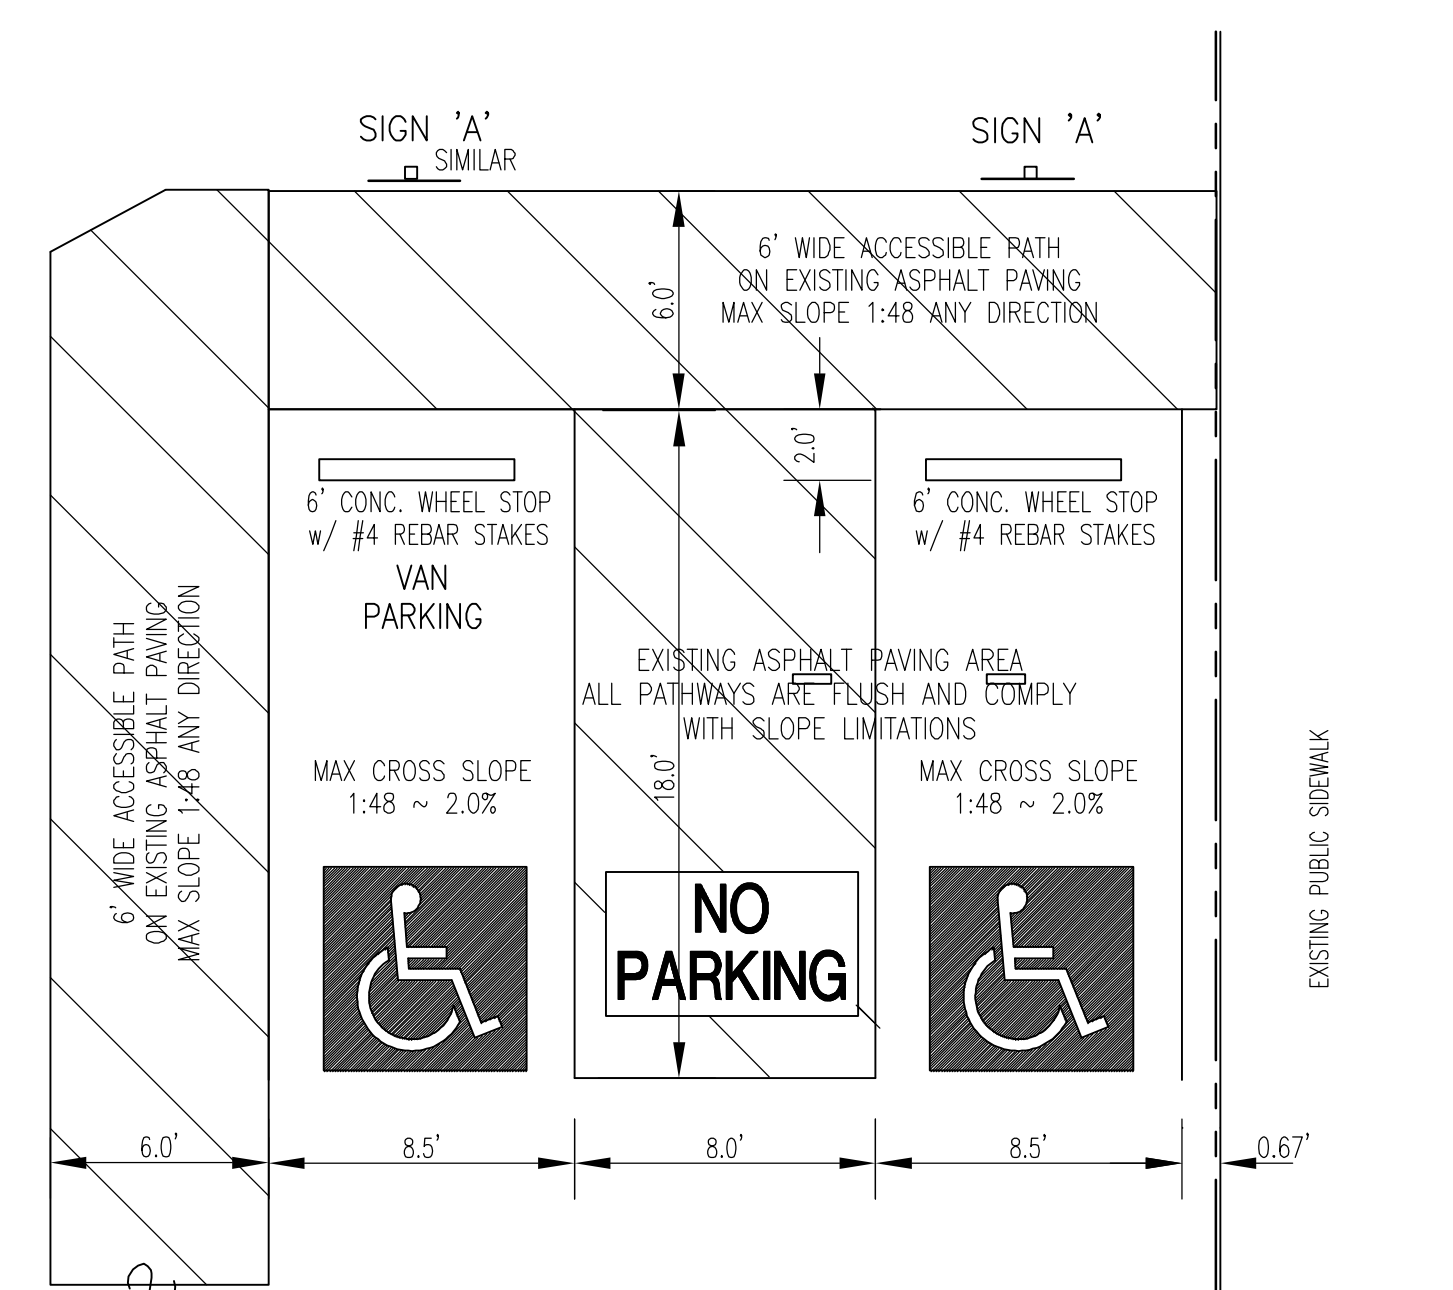 SIGN 'A'
SIMILAR
SIGN 'A'
6' WIDE ACCESSIBLE PATH
ON EXISTING ASPHALT PAVING
MAX SLOPE 1:48 ANY DIRECTION
6.0'
2.0'
6' CONC. WHEEL STOP
w/ #4 REBAR STAKES
VAN
PARKING
6' CONC. WHEEL STOP
w/ #4 REBAR STAKES
EXISTING ASPHALT PAVING AREA
ALL PATHWAYS ARE FLUSH AND COMPLY
WITH SLOPE LIMITATIONS
18.0'
MAX CROSS SLOPE
1:48 ~ 2.0%
MAX CROSS SLOPE
1:48 ~ 2.0%
6' WIDE ACCESSIBLE PATH
ON EXISTING ASPHALT PAVING
MAX SLOPE 1:48 ANY DIRECTION
EXISTING PUBLIC SIDEWALK
NO
PARKING
6.0'
8.5'
8.0'
8.5'
0.67'